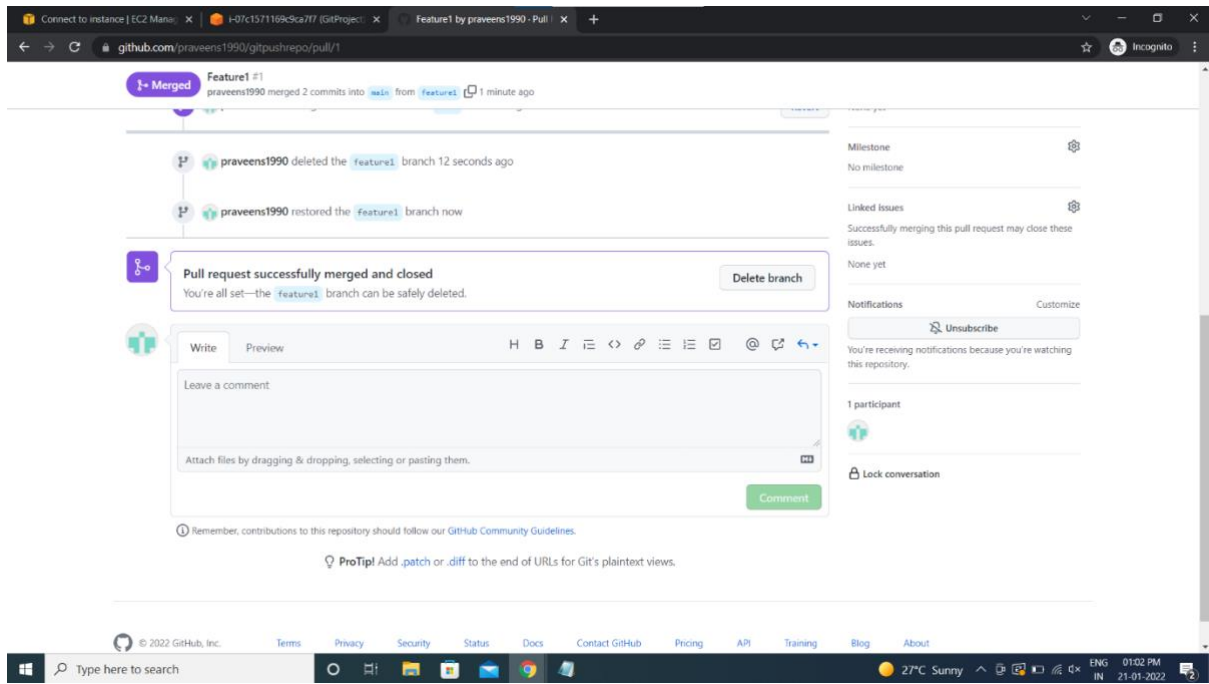 Connect to instance | EC2 Manag
i-07c1571169c9ca7f7 (GitProject)
Feature1 by praveens1990 · Pull
github.com/praveens1990/gitpushrepo/pull/1
Incognito
Merged
Feature1 #1
praveens1990 merged 2 commits into main from feature1 1 minute ago
praveens1990 deleted the feature1 branch 12 seconds ago
praveens1990 restored the feature1 branch now
Pull request successfully merged and closed
You're all set—the feature1 branch can be safely deleted.
Delete branch
Write Preview
H B I
Leave a comment
Attach files by dragging & dropping, selecting or pasting them.
Comment
Remember, contributions to this repository should follow our GitHub Community Guidelines.
ProTip! Add .patch or .diff to the end of URLs for Git's plaintext views.
Milestone
No milestone
Linked issues
Successfully merging this pull request may close these
issues.
None yet
Notifications Customize
Unsubscribe
You're receiving notifications because you're watching
this repository.
1 participant
Lock conversation
© 2022 GitHub, Inc. Terms Privacy Security Status Docs Contact GitHub Pricing API Training Blog About
Type here to search
27°C Sunny
ENG
IN
01:02 PM
21-01-2022
2